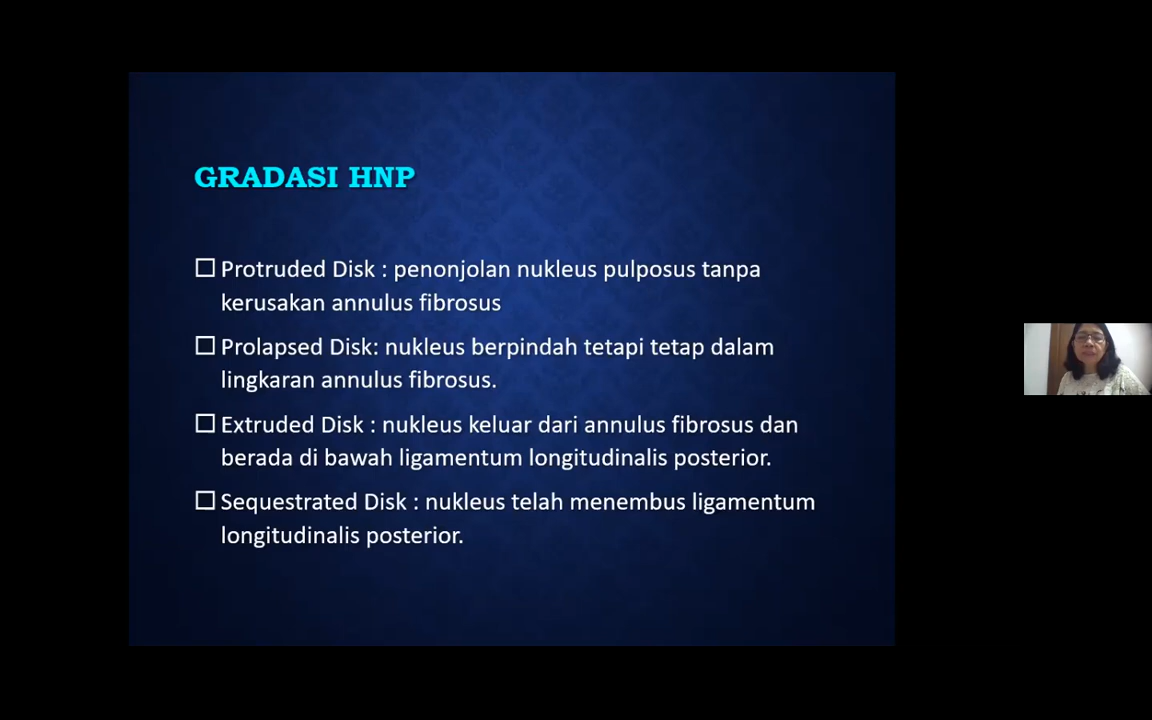 GRADASI HNP
Protruded Disk : penonjolan nukleus pulposus tanpa
kerusakan annulus fibrosus
Prolapsed Disk: nukleus berpindah tetapi tetap dalam
lingkaran annulus fibrosus.
Extruded Disk : nukleus keluar dari annulus fibrosus dan
berada di bawah ligamentum longitudinalis posterior.
Sequestrated Disk : nukleus telah menembus ligamentum
longitudinalis posterior.